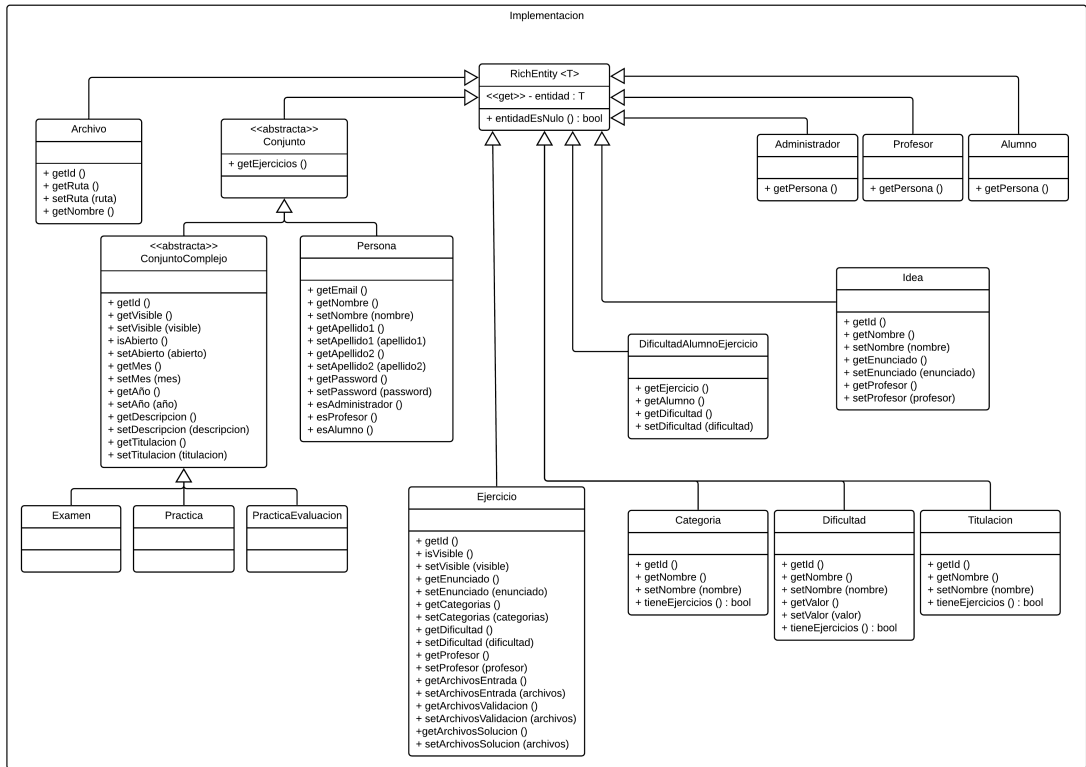 Implementacion
RichEntity <T>
<<get>> - entidad : T
+ entidadEsNulo () : bool
Archivo
+ getId ()
+ getRuta ()
+ setRuta (ruta)
+ getNombre ()
<<abstracta>>
Conjunto
+ getEjercicios ()
Administrador
+ getPersona ()
Profesor
+ getPersona ()
Alumno
+ getPersona ()
<<abstracta>>
ConjuntoComplejo
+ getId ()
+ getVisible ()
+ setVisible (visible)
+ isAbierto ()
+ setAbierto (abierto)
+ getMes ()
+ setMes (mes)
+ getAño ()
+ setAño (año)
+ getDescripcion ()
+ setDescripcion (descripcion)
+ getTitulacion ()
+ setTitulacion (titulacion)
Persona
+ getEmail ()
+ getNombre ()
+ setNombre (nombre)
+ getApellido1 ()
+ setApellido1 (apellido1)
+ getApellido2 ()
+ setApellido2 (apellido2)
+ getPassword ()
+ setPassword (password)
+ esAdministrador ()
+ esProfesor ()
+ esAlumno ()
Idea
+ getId ()
+ getNombre ()
+ setNombre (nombre)
+ getEnunciado ()
+ setEnunciado (enunciado)
+ getProfesor ()
+ setProfesor (profesor)
DificultadAlumnoEjercicio
+ getEjercicio ()
+ getAlumno ()
+ getDificultad ()
+ setDificultad (dificultad)
Examen
Practica
PracticaEvaluacion
Ejercicio
+ getId ()
+ isVisible ()
+ setVisible (visible)
+ getEnunciado ()
+ setEnunciado (enunciado)
+ getCategorias ()
+ setCategorias (categorias)
+ getDificultad ()
+ setDificultad (dificultad)
+ getProfesor ()
+ setProfesor (profesor)
+ getArchivosEntrada ()
+ setArchivosEntrada (archivos)
+ getArchivosValidacion ()
+ setArchivosValidacion (archivos)
+getArchivosSolucion ()
+ setArchivosSolucion (archivos)
Categoria
+ getId ()
+ getNombre ()
+ setNombre (nombre)
+ tieneEjercicios () : bool
Dificultad
+ getId ()
+ getNombre ()
+ setNombre (nombre)
+ getValor ()
+ setValor (valor)
+ tieneEjercicios () : bool
Titulacion
+ getId ()
+ getNombre ()
+ setNombre (nombre)
+ tieneEjercicios () : bool